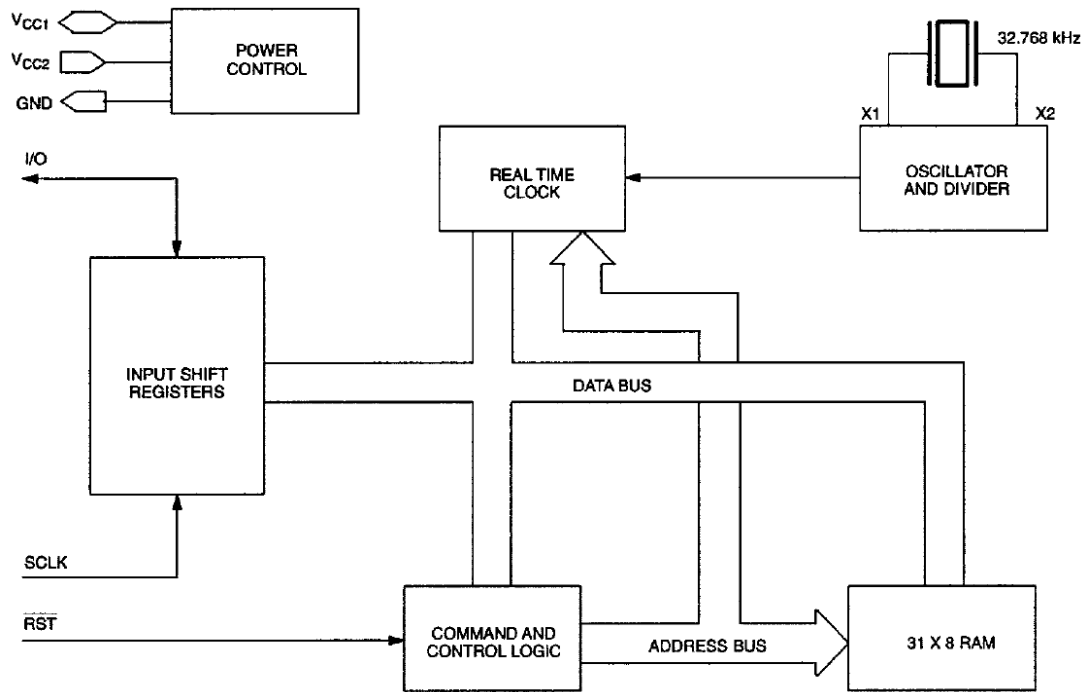 VCC1
VCC2
GND
POWER
CONTROL
32.768 kHz
X1
X2
I/O
REAL TIME
CLOCK
OSCILLATOR
AND DIVIDER
INPUT SHIFT
REGISTERS
DATA BUS
SCLK
RST
COMMAND AND
CONTROL LOGIC
ADDRESS BUS
31 X 8 RAM